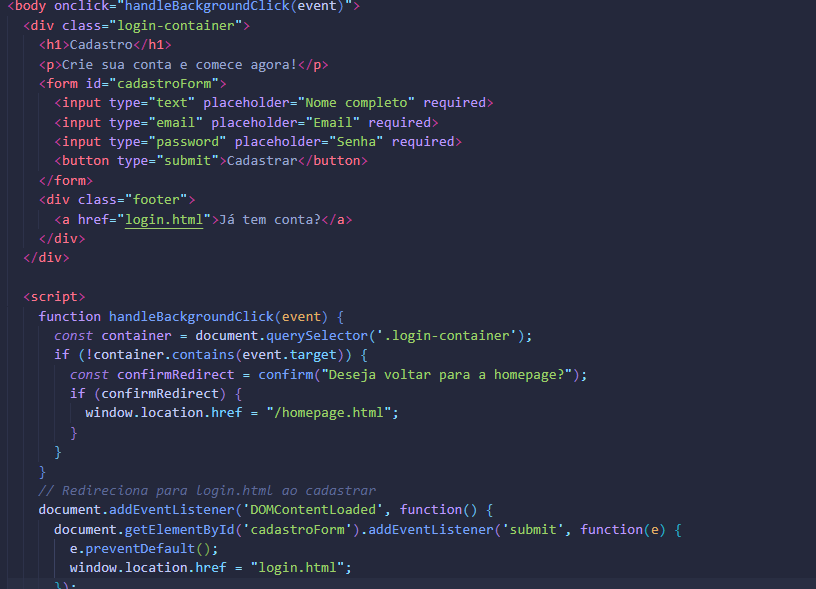 <body onclick="handleBackgroundClick(event)">
<div class="login-container">
<h1>Cadastro</h1>
<p>Crie sua conta e comece agora!</p>
<form id="cadastroForm">
<input type="text" placeholder="Nome completo" required>
<input type="email" placeholder="Email" required>
<input type="password" placeholder="Senha" required>
<button type="submit">Cadastrar</button>
</form>
<div class="footer">
<a href="login.html">Já tem conta?</a>
</div>
</div>
<script>
function handleBackgroundClick(event) {
const container = document.querySelector('.login-container');
if (!container.contains(event.target)) {
const confirmRedirect = confirm("Deseja voltar para a homepage?");
if (confirmRedirect) {
window.location.href = "/homepage.html";
}
}
}
// Redireciona para login.html ao cadastrar
document.addEventListener('DOMContentLoaded', function() {
document.getElementById('cadastroForm').addEventListener('submit', function(e) {
e.preventDefault();
window.location.href = "login.html";
});